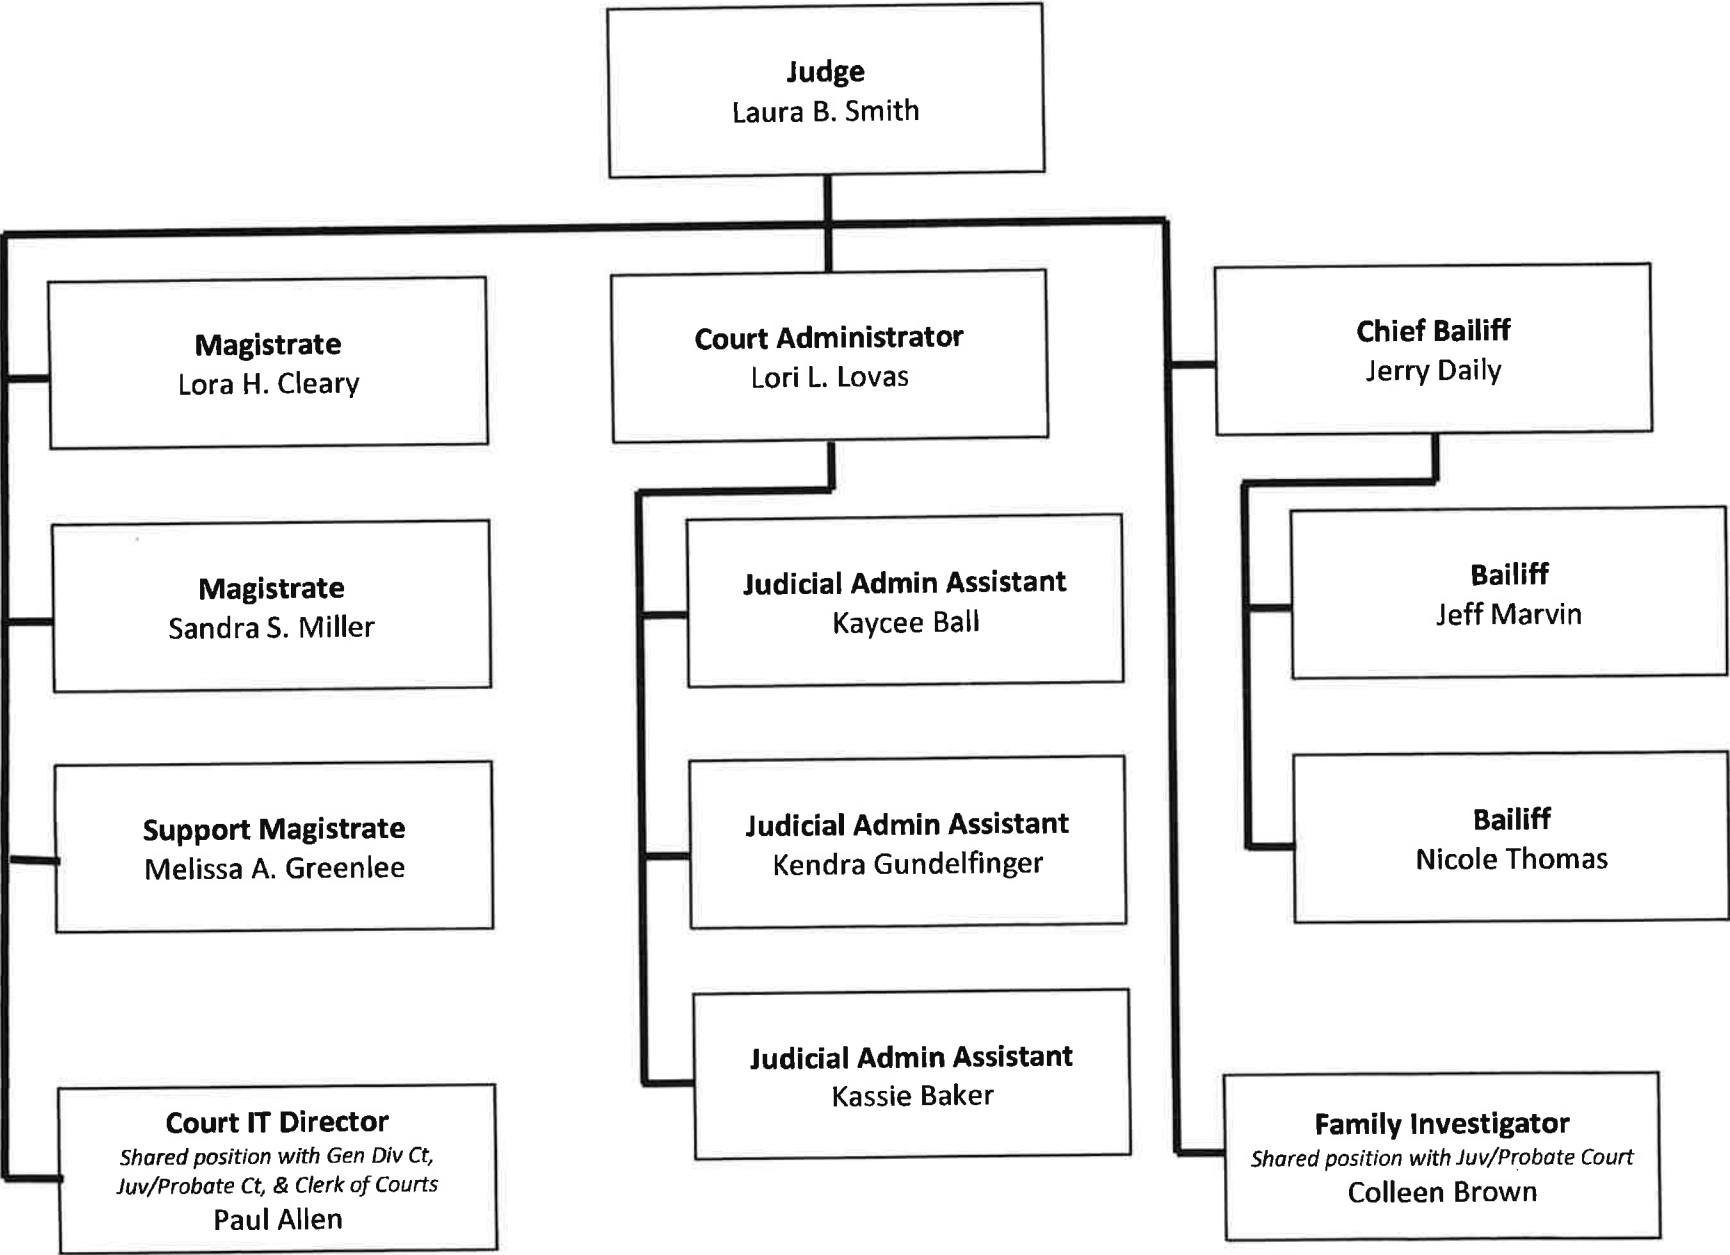 Judge
Laura B. Smith
Magistrate
Lora H. Cleary
Magistrate
Sandra S. Miller
Support Magistrate
Melissa A. Greenlee
Court IT Director
Shared position with Gen Div Ct,
Juv/Probate Ct, & Clerk of Courts
Paul Allen
Court Administrator
Lori L. Lovas
Judicial Admin Assistant
Kaycee Ball
Judicial Admin Assistant
Kendra Gundelfinger
Judicial Admin Assistant
Kassie Baker
Chief Bailiff
Jerry Daily
Bailiff
Jeff Marvin
Bailiff
Nicole Thomas
Family Investigator
Shared position with Juv/Probate Court
Colleen Brown